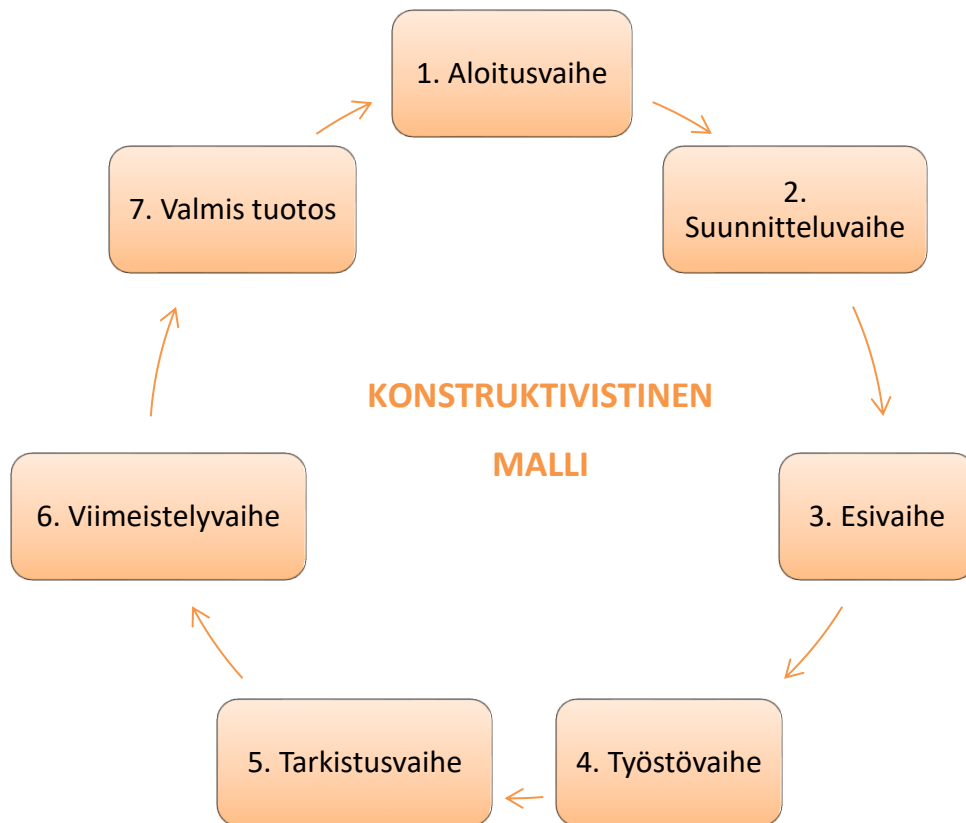 1. Aloitusvaihe
2.
Suunnitteluvaihe
3. Esivaihe
4. Työstövaihe
5. Tarkistusvaihe
6. Viimeistelyvaihe
7. Valmis tuotos
KONSTRUKTIVISTINEN
MALLI